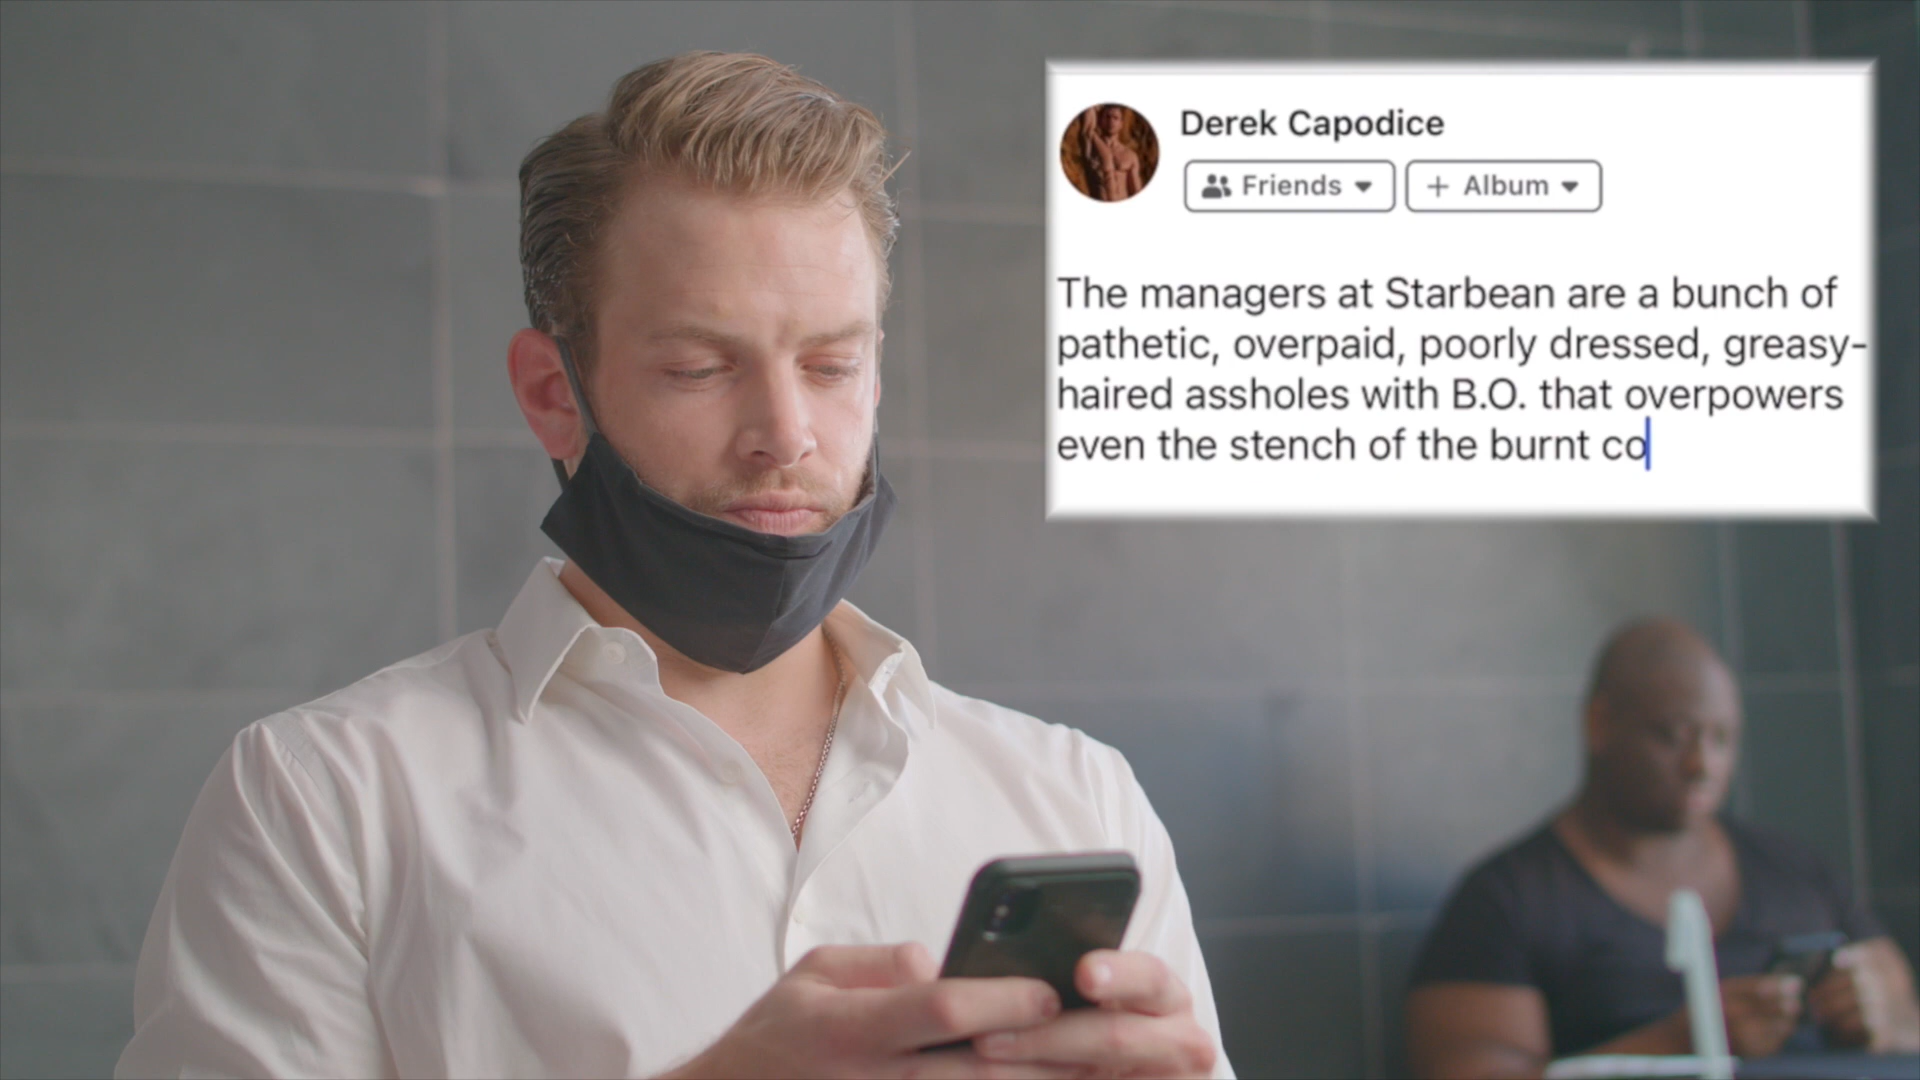 Derek Capodice
Friends
+ Album
The managers at Starbean are a bunch of
pathetic, overpaid, poorly dressed, greasy-
haired assholes with B.O. that overpowers
even the stench of the burnt co